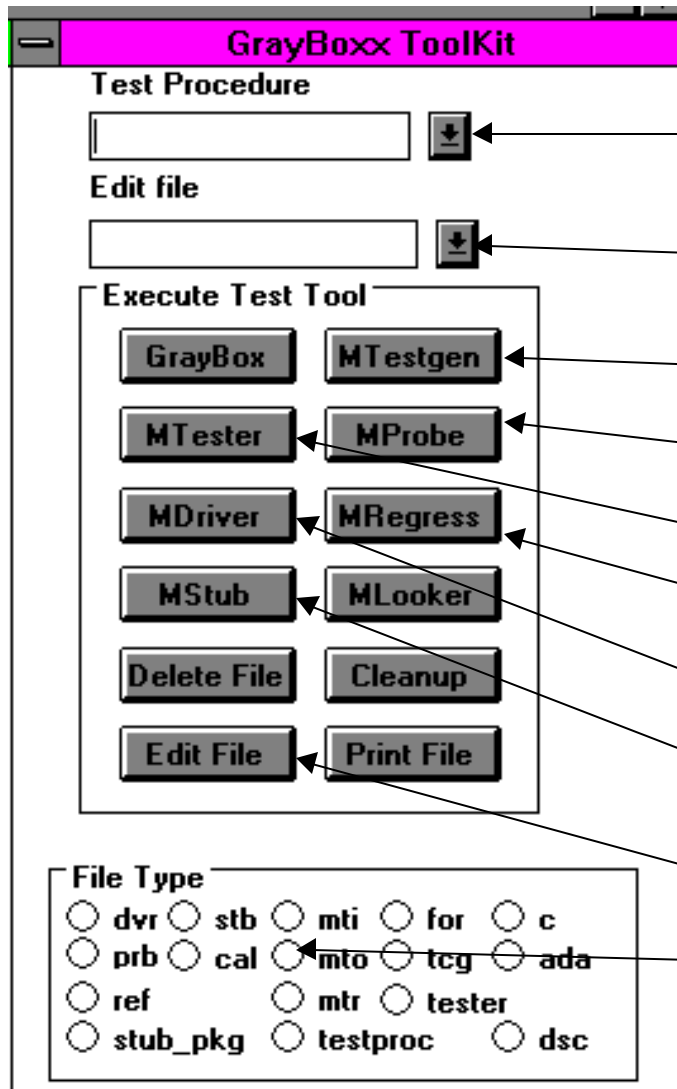 GrayBoxx ToolKit
Test Procedure
Edit file
Execute Test Tool
GrayBox MTestgen
MTester MProbe
MDriver MRegress
MStub MLooker
Delete File Cleanup
Edit File Print File
File Type
dvr stb mti for c
prb cal mto tcg ada
ref mtr tester
stub_pkg testproc dsc